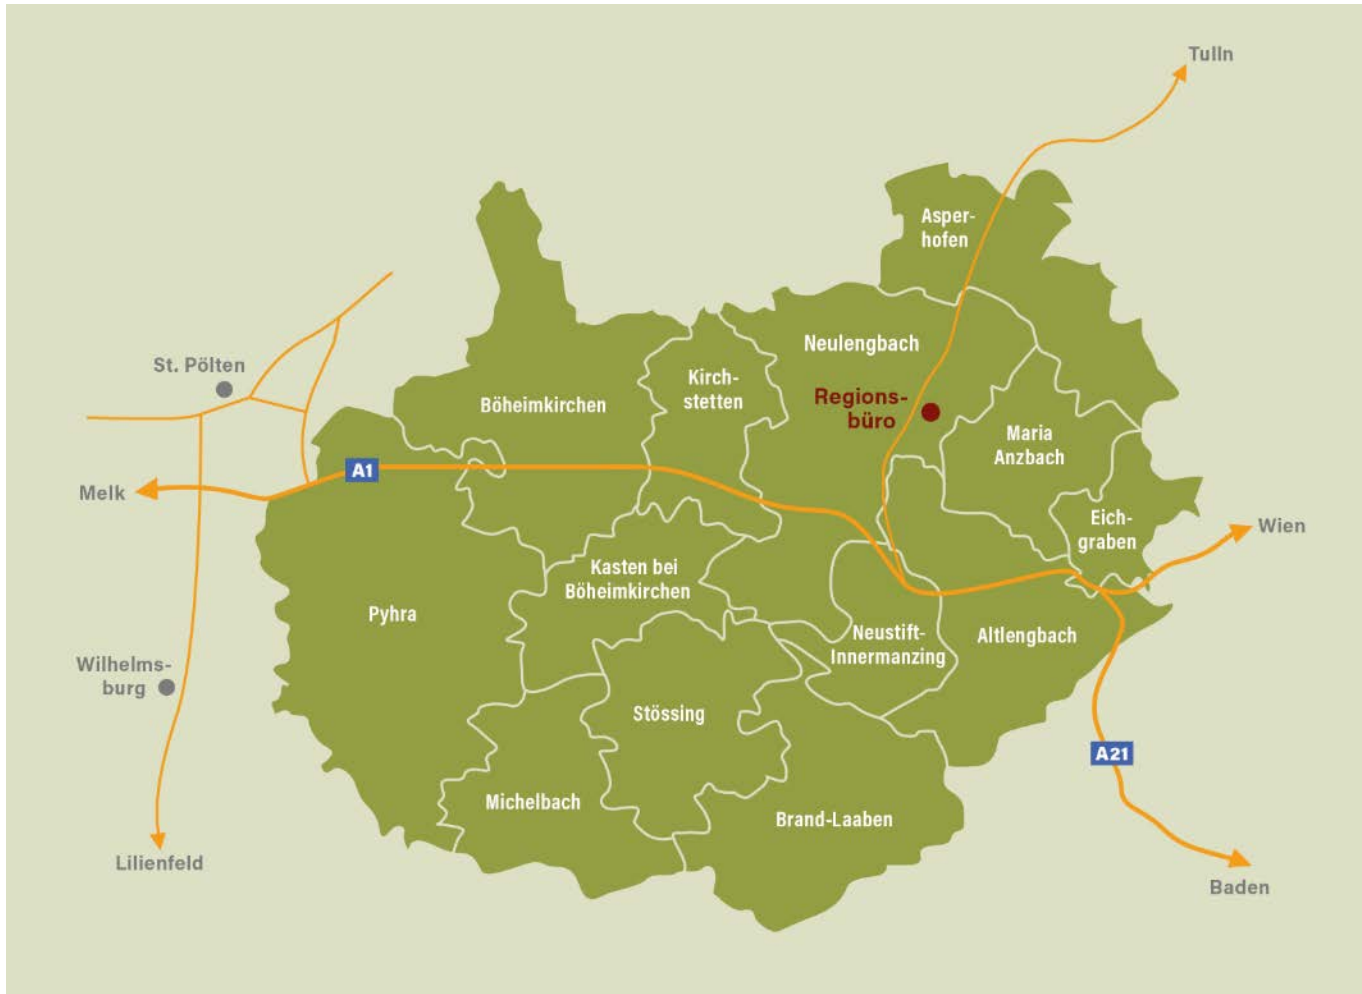 Tulln
Asper-
hofen
Neulengbach
St. Pölten
Kirch-
stetten
Böheimkirchen
Regions-
büro
Maria
Anzbach
A1
Melk
Eich-
graben
Wien
Kasten bei
Böheimkirchen
Pyhra
Neustift-
Innermanzing
Altlengbach
Wilhelms-
burg
Stössing
A21
Michelbach
Brand-Laaben
Lilienfeld
Baden